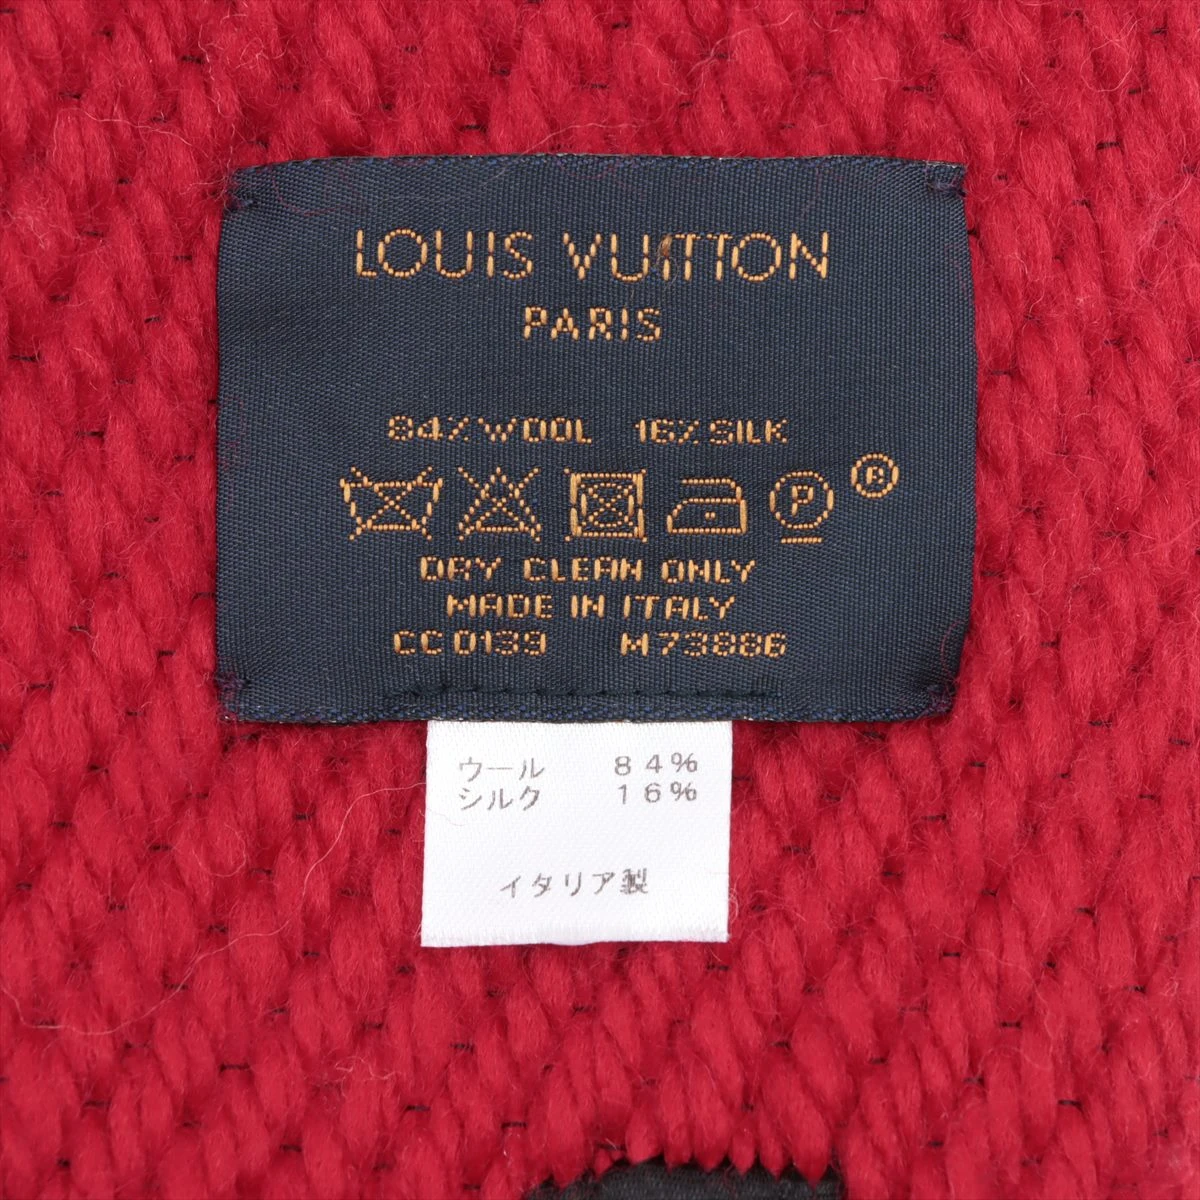 LOUIS VUITTON
PARIS
84% WOOL 16% SILK
P ®
DRY CLEAN ONLY
MADE IN ITALY
CC0139 M73886
ウール 84%
シルク 16%
イタリア製